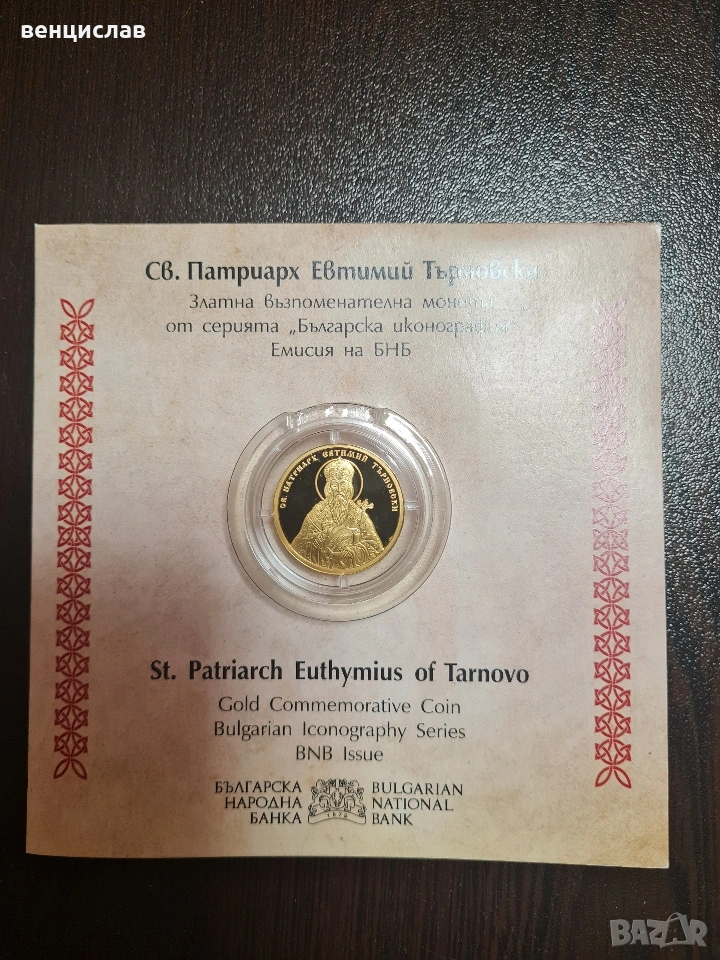 венцислав
Св. Патриарх Евтимий Търновски
Златна възпоменателна монета
от серията „Българска иконография“
Емисия на БНБ
СВ. ПАТРИАРХ ЕВТИМИЙ ТЪРНОВСКИ
St. Patriarch Euthymius of Tarnovo
Gold Commemorative Coin
Bulgarian Iconography Series
BNB Issue
БЪЛГАРСКА
НАРОДНА
БАНКА
1879
BULGARIAN
NATIONAL
BANK
BAZAR